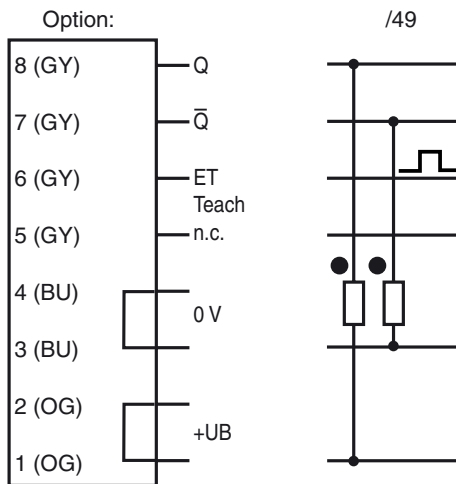 Option: /49
8 (GY) Q
7 (GY) Q̅
6 (GY) ET
Teach
5 (GY) n.c.
4 (BU)
0 V
3 (BU)
2 (OG)
+UB
1 (OG)